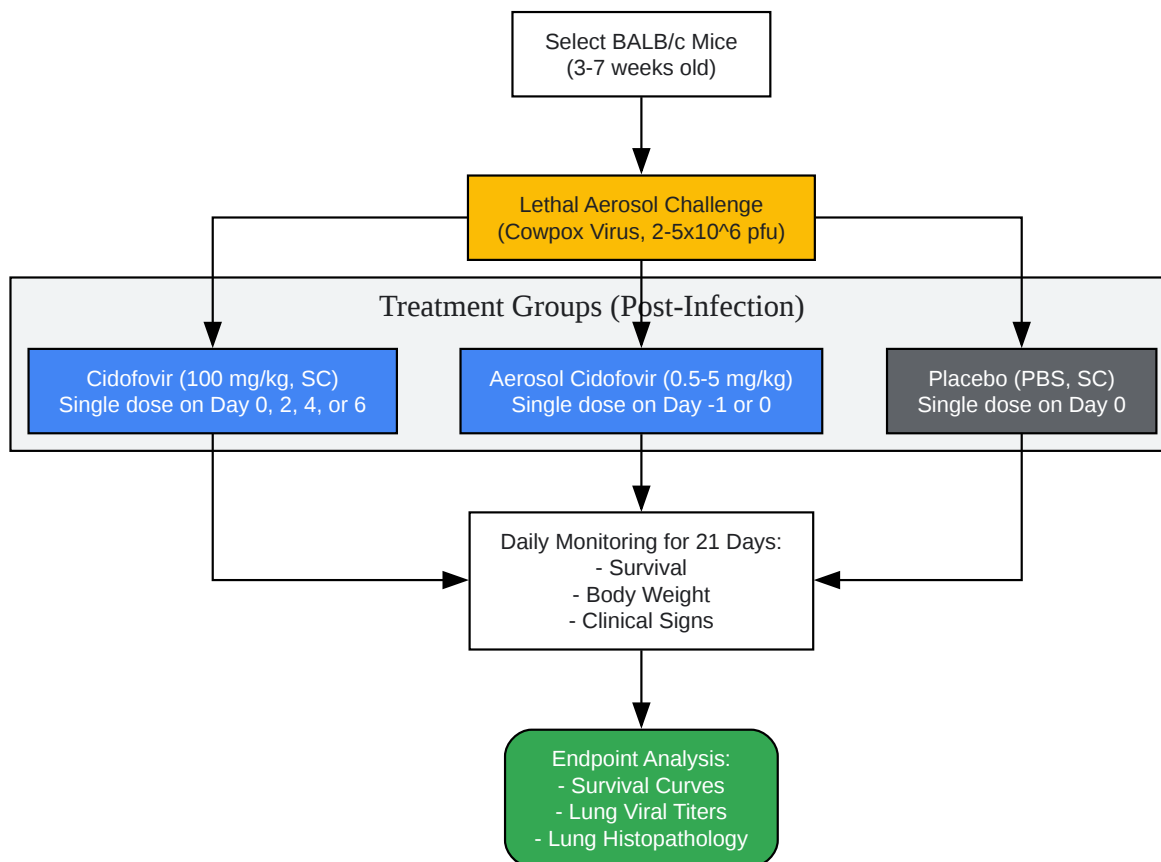 Select BALB/c Mice
(3-7 weeks old)
Lethal Aerosol Challenge
(Cowpox Virus, 2-5x10^6 pfu)
Treatment Groups (Post-Infection)
Cidofovir (100 mg/kg, SC)
Single dose on Day 0, 2, 4, or 6
Aerosol Cidofovir (0.5-5 mg/kg)
Single dose on Day -1 or 0
Placebo (PBS, SC)
Single dose on Day 0
Daily Monitoring for 21 Days:
- Survival
- Body Weight
- Clinical Signs
Endpoint Analysis:
- Survival Curves
- Lung Viral Titers
- Lung Histopathology